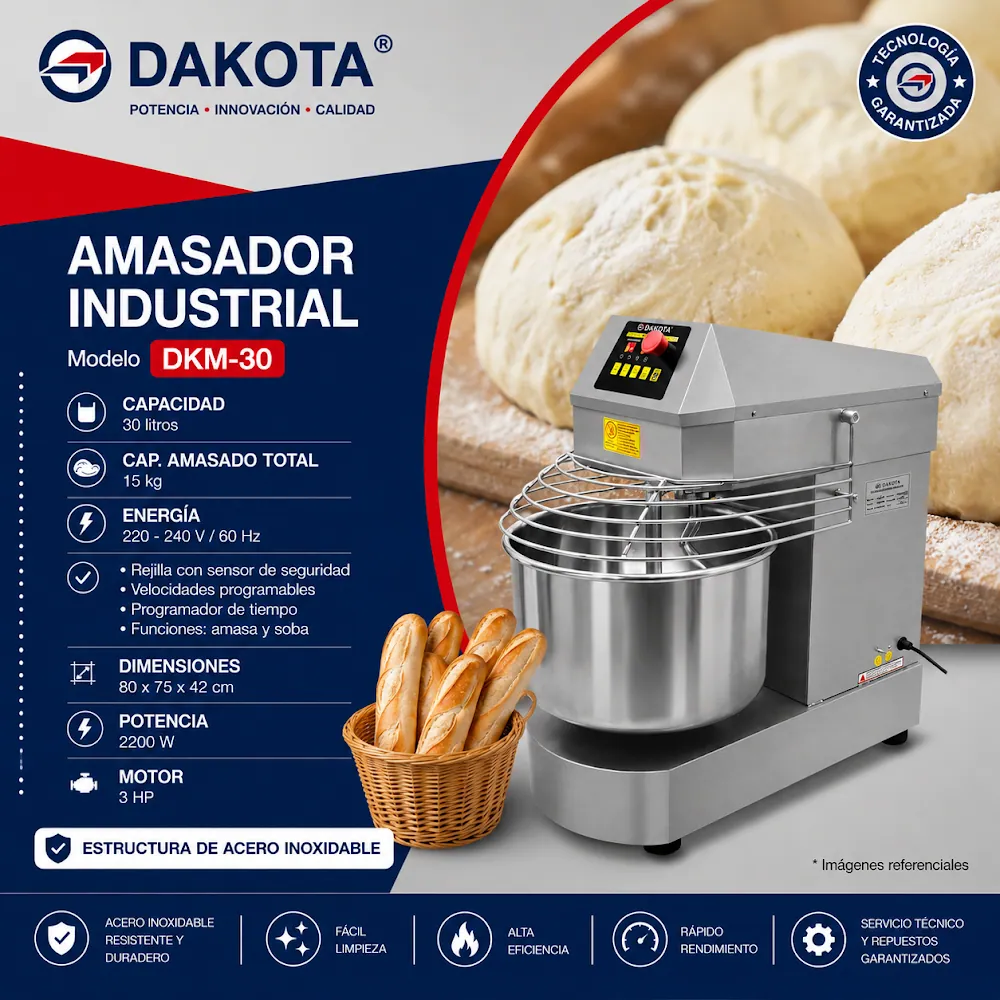 DAKOTA®
POTENCIA • INNOVACIÓN • CALIDAD
TECNOLOGÍA
GARANTIZADA
AMASADOR
INDUSTRIAL
Modelo DKM-30
CAPACIDAD
30 litros
CAP. AMASADO TOTAL
15 kg
ENERGÍA
220 - 240 V / 60 Hz
• Rejilla con sensor de seguridad
• Velocidades programables
• Programador de tiempo
• Funciones: amasa y soba
DIMENSIONES
80 x 75 x 42 cm
POTENCIA
2200 W
MOTOR
3 HP
ESTRUCTURA DE ACERO INOXIDABLE
DAKOTA
DAKOTA
* Imágenes referenciales
ACERO INOXIDABLE
RESISTENTE Y
DURADERO
FÁCIL
LIMPIEZA
ALTA
EFICIENCIA
RÁPIDO
RENDIMIENTO
SERVICIO TÉCNICO
Y REPUESTOS
GARANTIZADOS